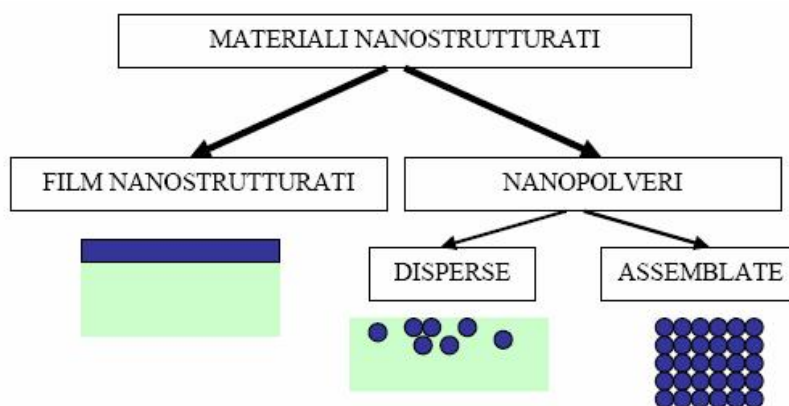 MATERIALI NANOSTRUTTURATI
FILM NANOSTRUTTURATI
NANOPOLVERI
DISPERSE
ASSEMBLATE